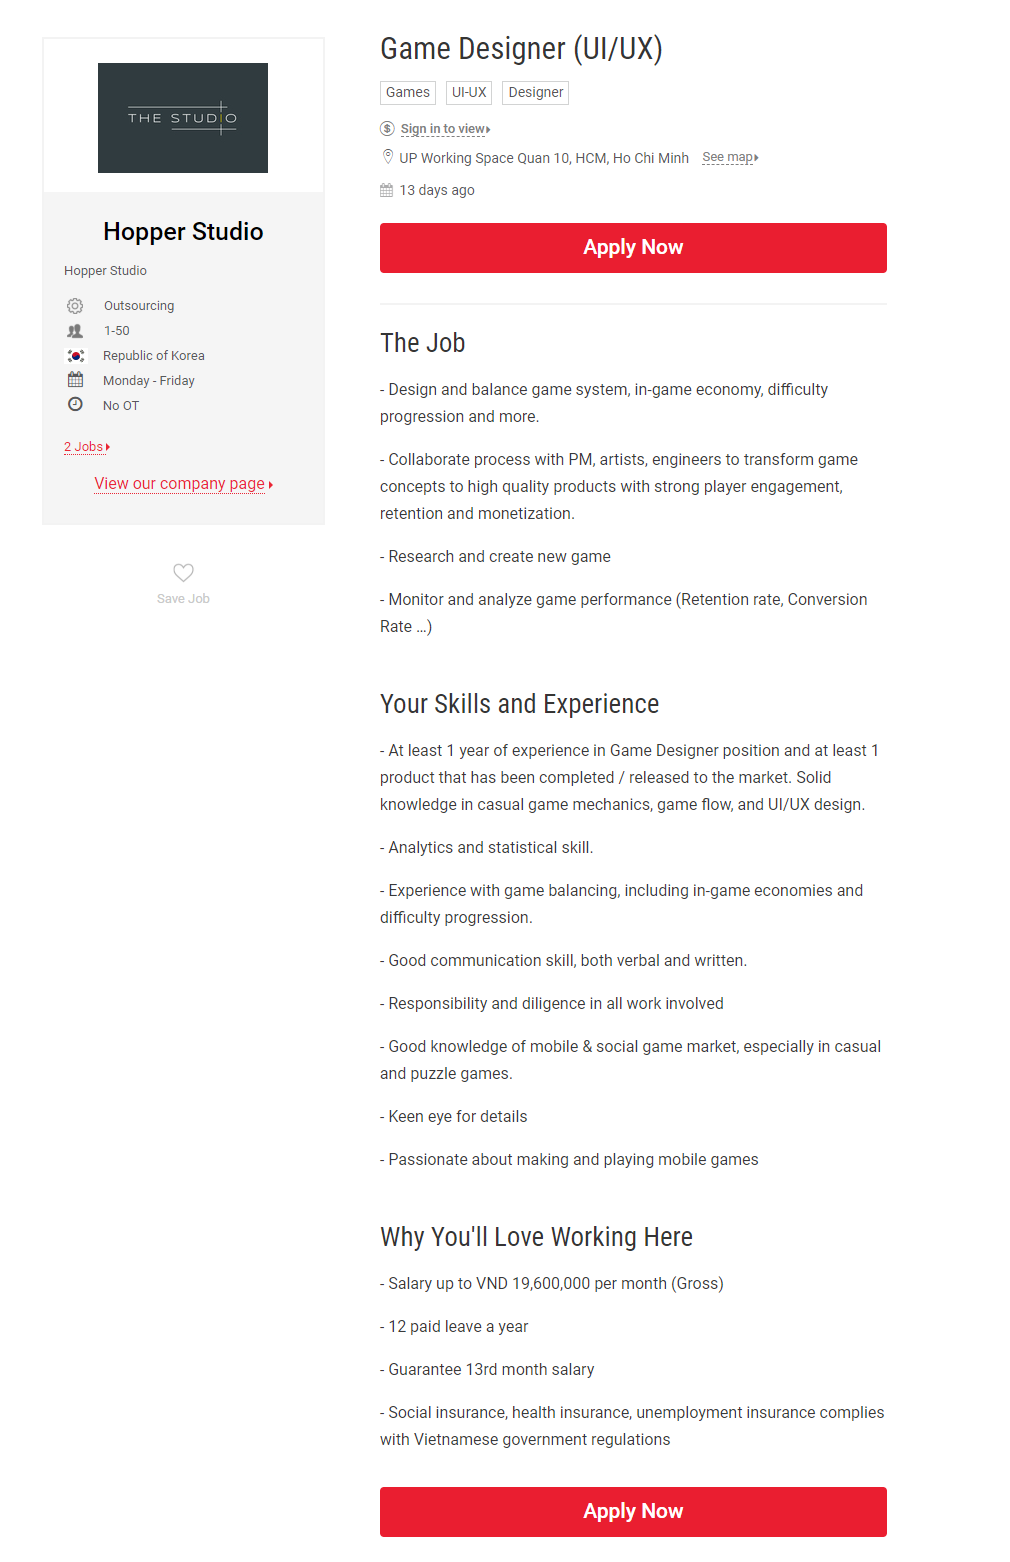 THE STUDIO
Hopper Studio
Hopper Studio
Outsourcing
1-50
Republic of Korea
Monday - Friday
No OT
2 Jobs
View our company page
Save Job
Game Designer (UI/UX)
Games UI-UX Designer
Sign in to view
UP Working Space Quan 10, HCM, Ho Chi Minh See map
13 days ago
Apply Now
The Job
- Design and balance game system, in-game economy, difficulty
progression and more.
- Collaborate process with PM, artists, engineers to transform game
concepts to high quality products with strong player engagement,
retention and monetization.
- Research and create new game
- Monitor and analyze game performance (Retention rate, Conversion
Rate ...)
Your Skills and Experience
- At least 1 year of experience in Game Designer position and at least 1
product that has been completed / released to the market. Solid
knowledge in casual game mechanics, game flow, and UI/UX design.
- Analytics and statistical skill.
- Experience with game balancing, including in-game economies and
difficulty progression.
- Good communication skill, both verbal and written.
- Responsibility and diligence in all work involved
- Good knowledge of mobile & social game market, especially in casual
and puzzle games.
- Keen eye for details
- Passionate about making and playing mobile games
Why You'll Love Working Here
- Salary up to VND 19,600,000 per month (Gross)
- 12 paid leave a year
- Guarantee 13rd month salary
- Social insurance, health insurance, unemployment insurance complies
with Vietnamese government regulations
Apply Now